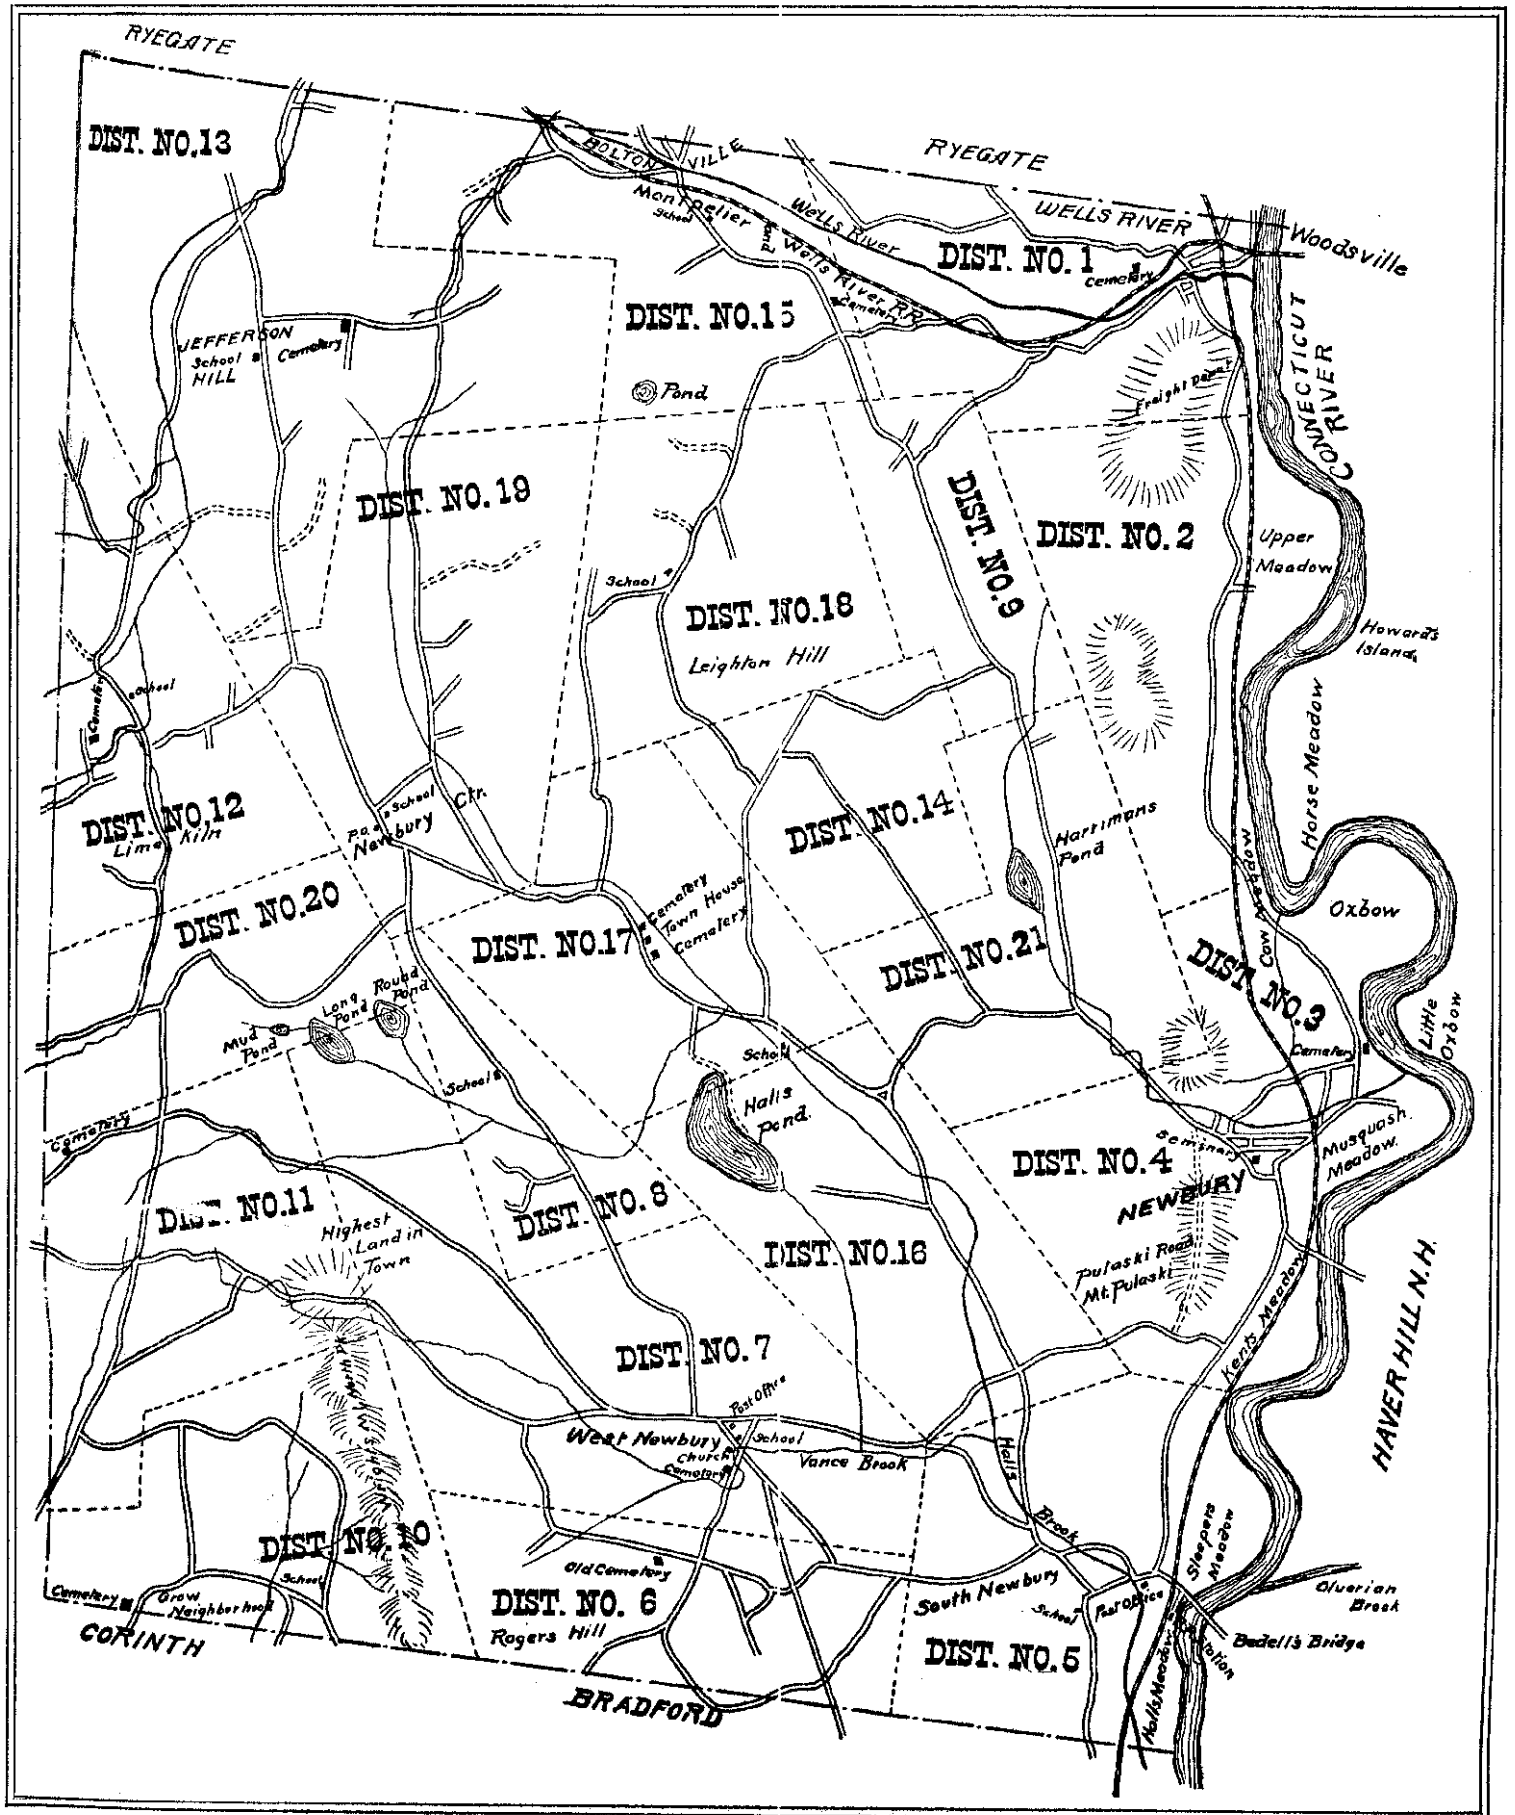 RYEGATE
DIST. NO. 13
BOLTON VILLE
RYEGATE
Montpelier
School
Pond
Wells River
WELLS RIVER
Woodsville
DIST. NO. 1
Cemetery
Wells River R.R.
Cemetery
DIST. NO. 15
CONNECTICUT
RIVER
JEFFERSON
School
Cemetery
HILL
Pond
Freight Depot
DIST. NO. 19
DIST. NO. 9
DIST. NO. 2
Upper
Meadow
School
DIST. NO. 18
Leighton Hill
Howard's
Island
School
Cemetery
Horse Meadow
DIST. NO. 12
Lime Kiln
P.O.
School
Newbury Ctr.
DIST. NO. 14
Harrimans
Pond
Cow Meadow
Oxbow
DIST. NO. 20
Cemetery
Town House
Cemetery
DIST. NO. 17
DIST. NO. 21
DIST. NO. 3
Mud
Pond
Long
Pond
Round
Pond
School
School
Little
Oxbow
Cemetery
Halls
Pond
Cemetery
Seminary
Musquash
Meadow
DIST. NO. 4
NEWBURY
DIST. NO. 11
DIST. NO. 8
Highest
Land in
Town
DIST. NO. 16
Pulaski Road
Mt. Pulaski
Kents Meadow
HAVERHILL N.H.
DIST. NO. 7
Post Office
West Newbury
School
Church
Cemetery
Vance Brook
Halls
Brook
Sleepers
Meadow
DIST. NO. 10
Old Cemetery
School
Cemetery
Grow
Neighborhood
DIST. NO. 6
Rogers Hill
South Newbury
School
Post Office
Station
Oliverian
Brook
Bedell's Bridge
DIST. NO. 5
Halls Meadow
CORINTH
BRADFORD